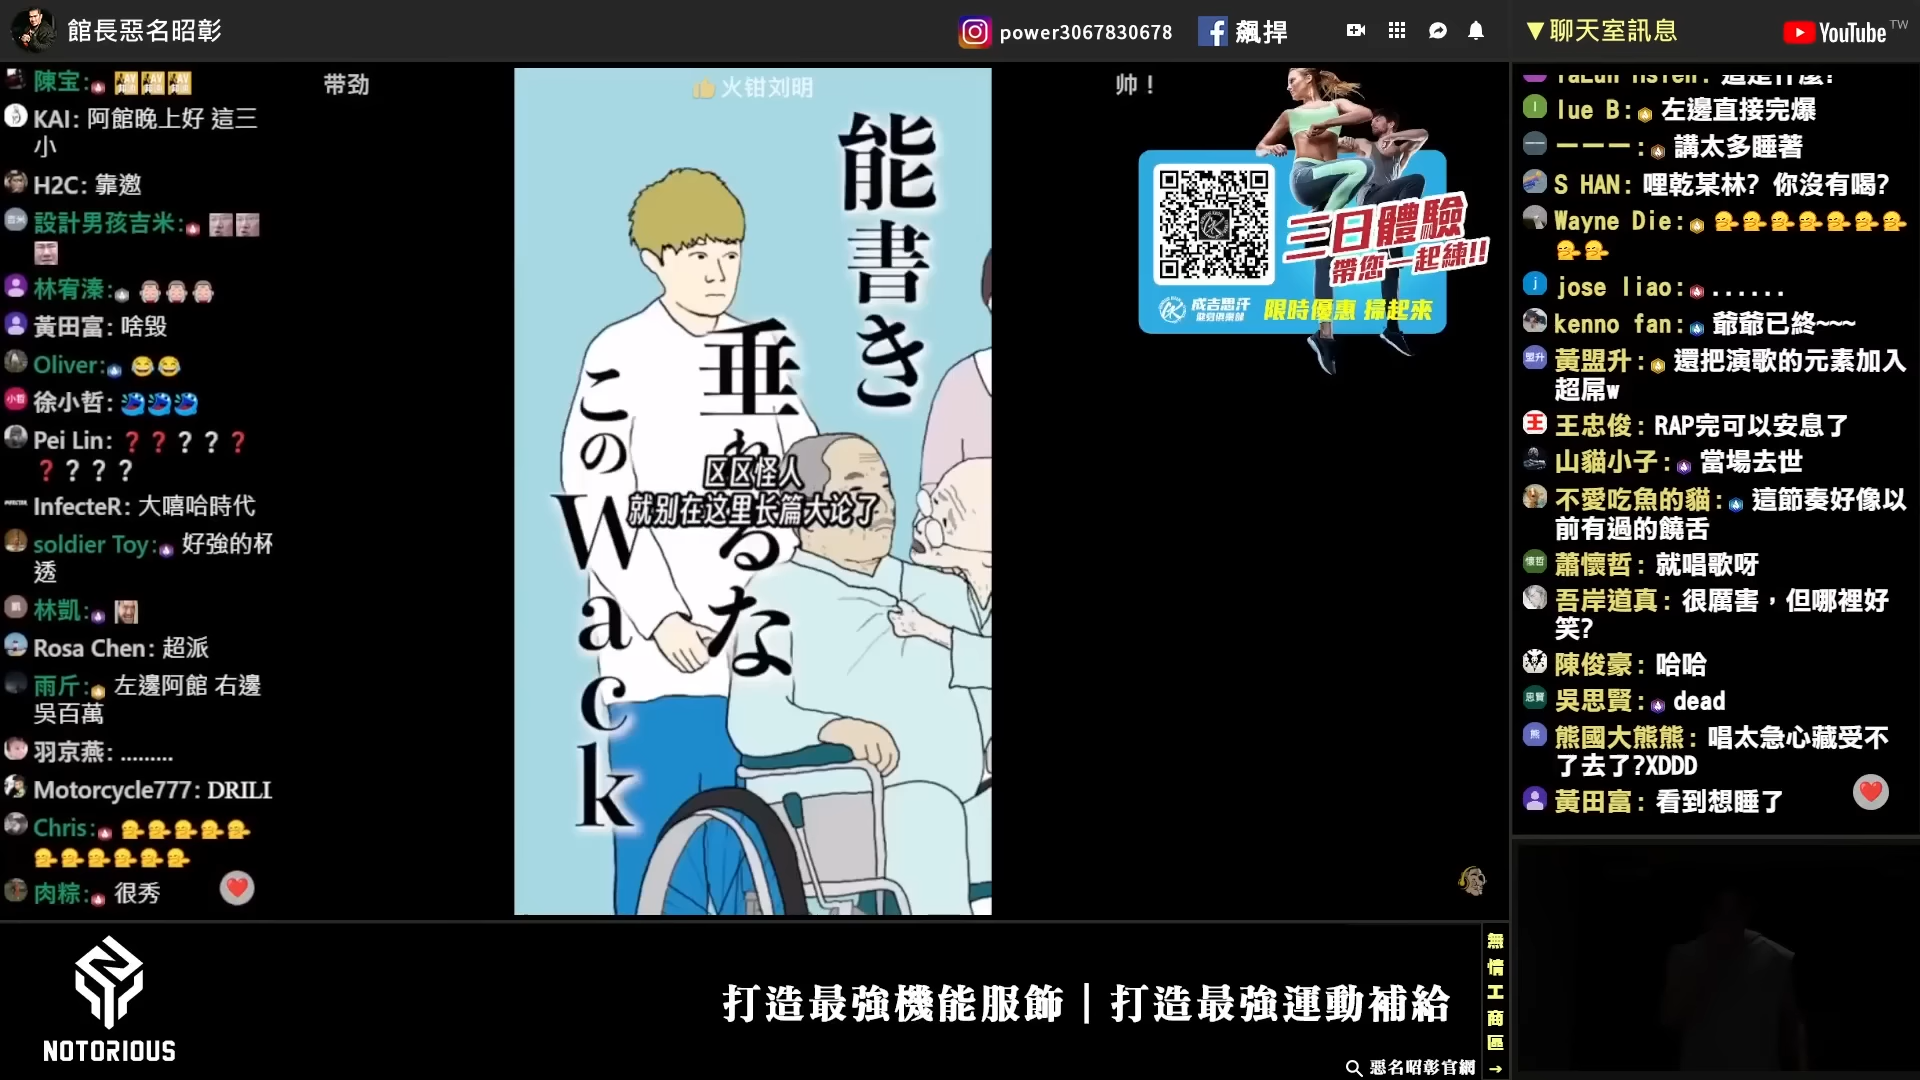 館長惡名昭彰
power3067830678
飆捍
▼聊天室訊息
YouTube TW
陳宝:
KAI: 阿館晚上好 這三
小
H2C: 靠邀
設計男孩吉米:
林宥溱:
黃田富: 啥毀
Oliver:
徐小哲:
Pei Lin: ❓❓❔❔❓
❓❔❔❔
InfecteR: 大嘻哈時代
soldier Toy: 好強的杯
透
林凱:
Rosa Chen: 超派
雨斤: 左邊阿館 右邊
吳百萬
羽京燕: .........
Motorcycle777: DRILL
Chris:
肉粽: 很秀
带劲
火钳刘明
帅！
能書き
垂れるな
このWack
区区怪人
就别在这里长篇大论了
三日體驗
帶您一起練!!
成吉思汗
健身俱樂部
限時優惠 掃起來
lue B: 左邊直接完爆
一一一: 講太多睡著
S HAN: 哩乾某林? 你沒有喝?
Wayne Die:
jose liao: ......
kenno fan: 爺爺已終~~~
黃盟升: 還把演歌的元素加入
超屌w
王忠俊: RAP完可以安息了
山貓小子: 當場去世
不愛吃魚的貓: 這節奏好像以
前有過的饒舌
蕭懷哲: 就唱歌呀
吾岸道真: 很厲害，但哪裡好
笑?
陳俊豪: 哈哈
吳思賢: dead
熊國大熊熊: 唱太急心藏受不
了去了?XDDD
黃田富: 看到想睡了
NOTORIOUS
打造最強機能服飾｜打造最強運動補給
惡名昭彰官網
無情工商區→